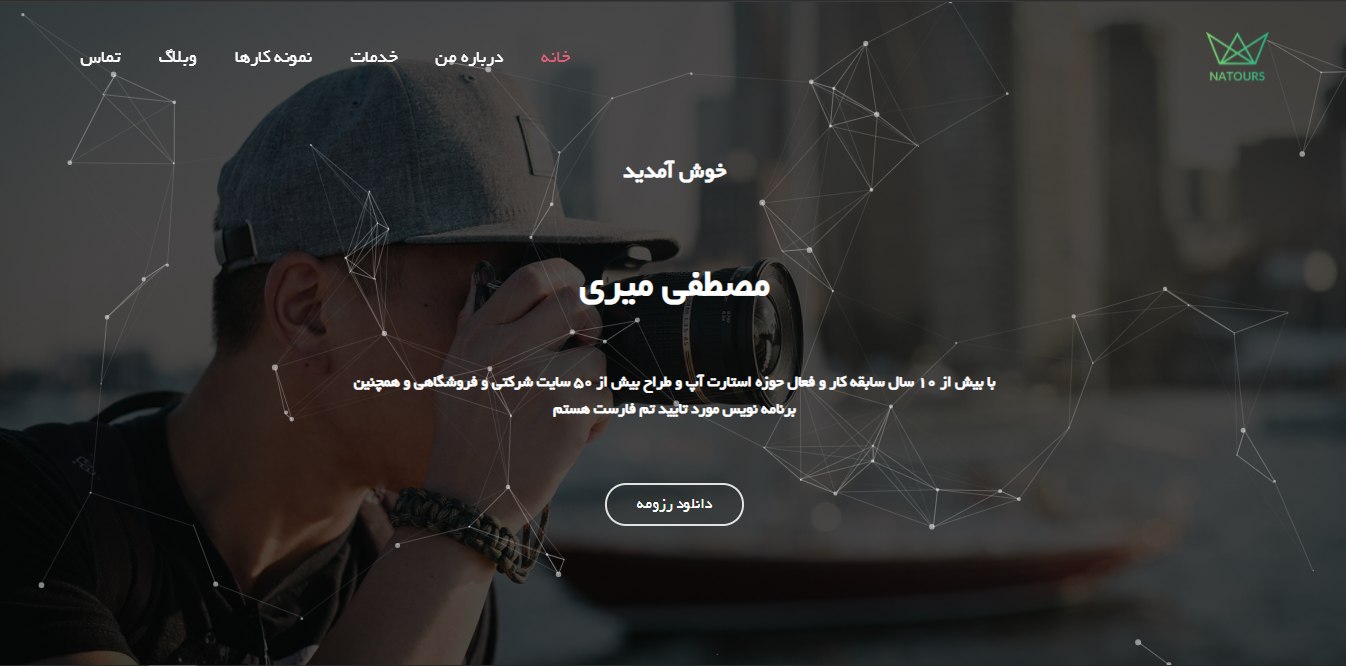 NATOURS
خانه
درباره من
خدمات
نمونه کارها
وبلاگ
تماس
خوش آمدید
مصطفی میری
با بیش از ۱۰ سال سابقه کار و فعال حوزه استارت آپ و طراح بیش از ۵۰ سایت شرکتی و فروشگاهی و همچنین
برنامه نویس مورد تایید تم فارست هستم
دانلود رزومه